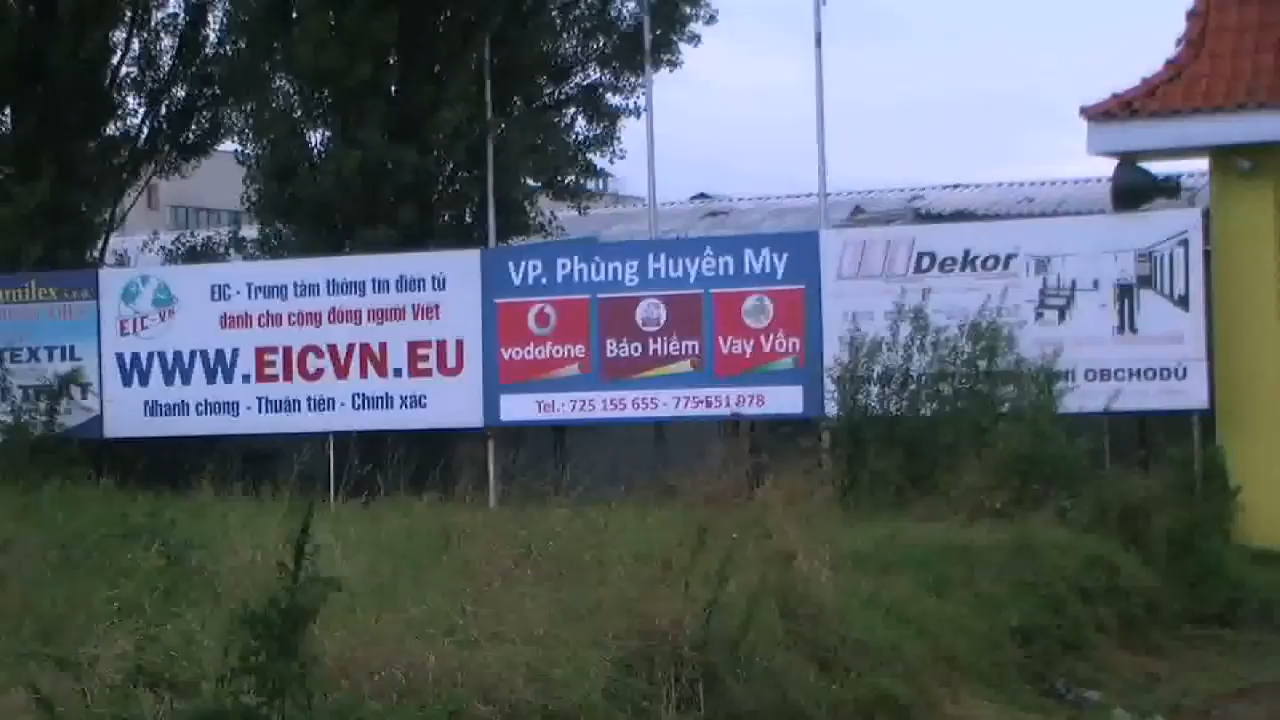 TEXTIL
EIC-VN
EIC - Trung tâm thông tin điện tử
dành cho cộng đồng người Việt
WWW.EICVN.EU
Nhanh chóng - Thuận tiện - Chính xác
VP. Phùng Huyền My
vodafone
Bảo Hiểm
Vay Vốn
Tel.: 725 155 655 - 775 551 978
Dekor
OBCHODŮ